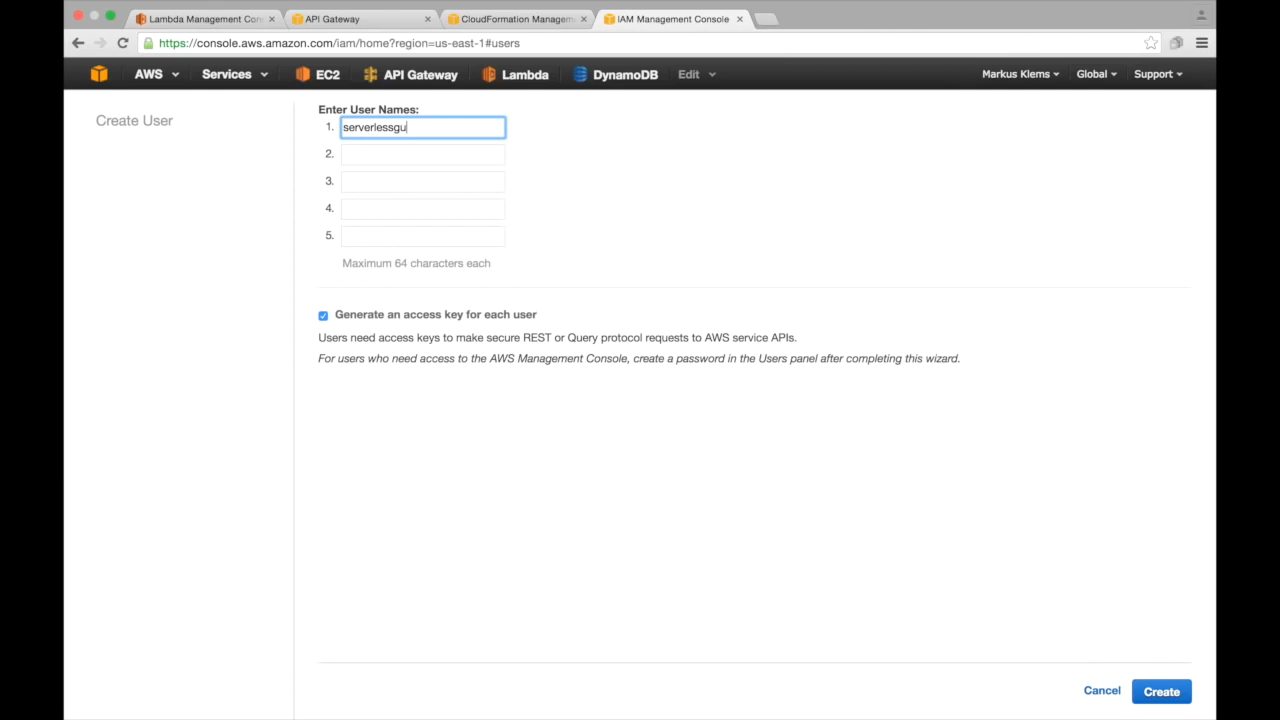 Lambda Management Con
API Gateway
CloudFormation Managem
IAM Management Console
https://console.aws.amazon.com/iam/home?region=us-east-1#users
AWS
Services
EC2
API Gateway
Lambda
DynamoDB
Edit
Markus Klems
Global
Support
Create User
Enter User Names:
1. serverlessgu
2.
3.
4.
5.
Maximum 64 characters each
Generate an access key for each user
Users need access keys to make secure REST or Query protocol requests to AWS service APIs.
For users who need access to the AWS Management Console, create a password in the Users panel after completing this wizard.
Cancel
Create